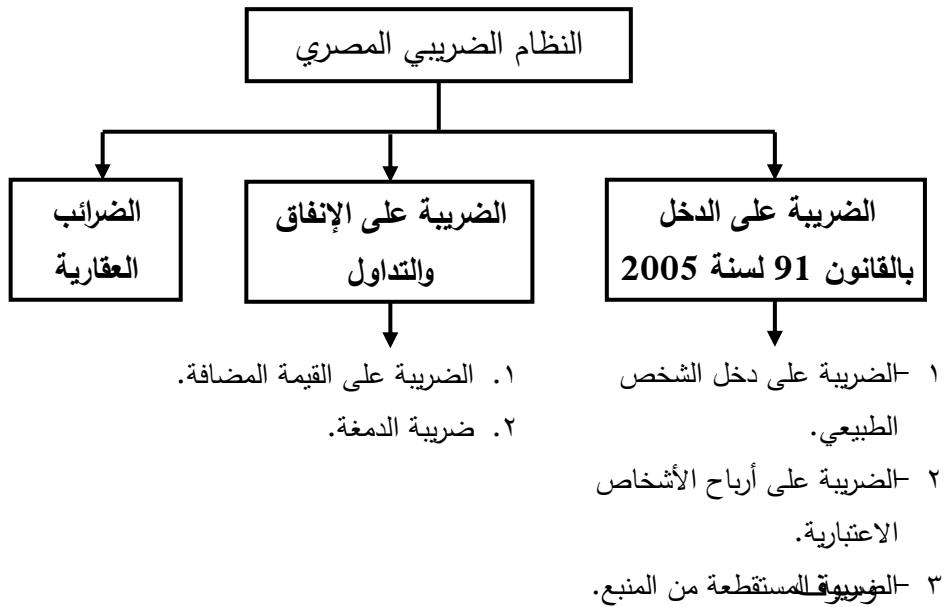 النظام الضريبي المصري
الضريبة على الدخل
بالقانون 91 لسنة 2005
الضريبة على الإنفاق
والتداول
الضرائب
العقارية
١ -الضريبة على دخل الشخص
الطبيعي.
٢ -الضريبة على أرباح الأشخاص
الاعتبارية.
٣ - المستقطعة من المنبع.
١. الضريبة على القيمة المضافة.
٢. ضريبة الدمغة.